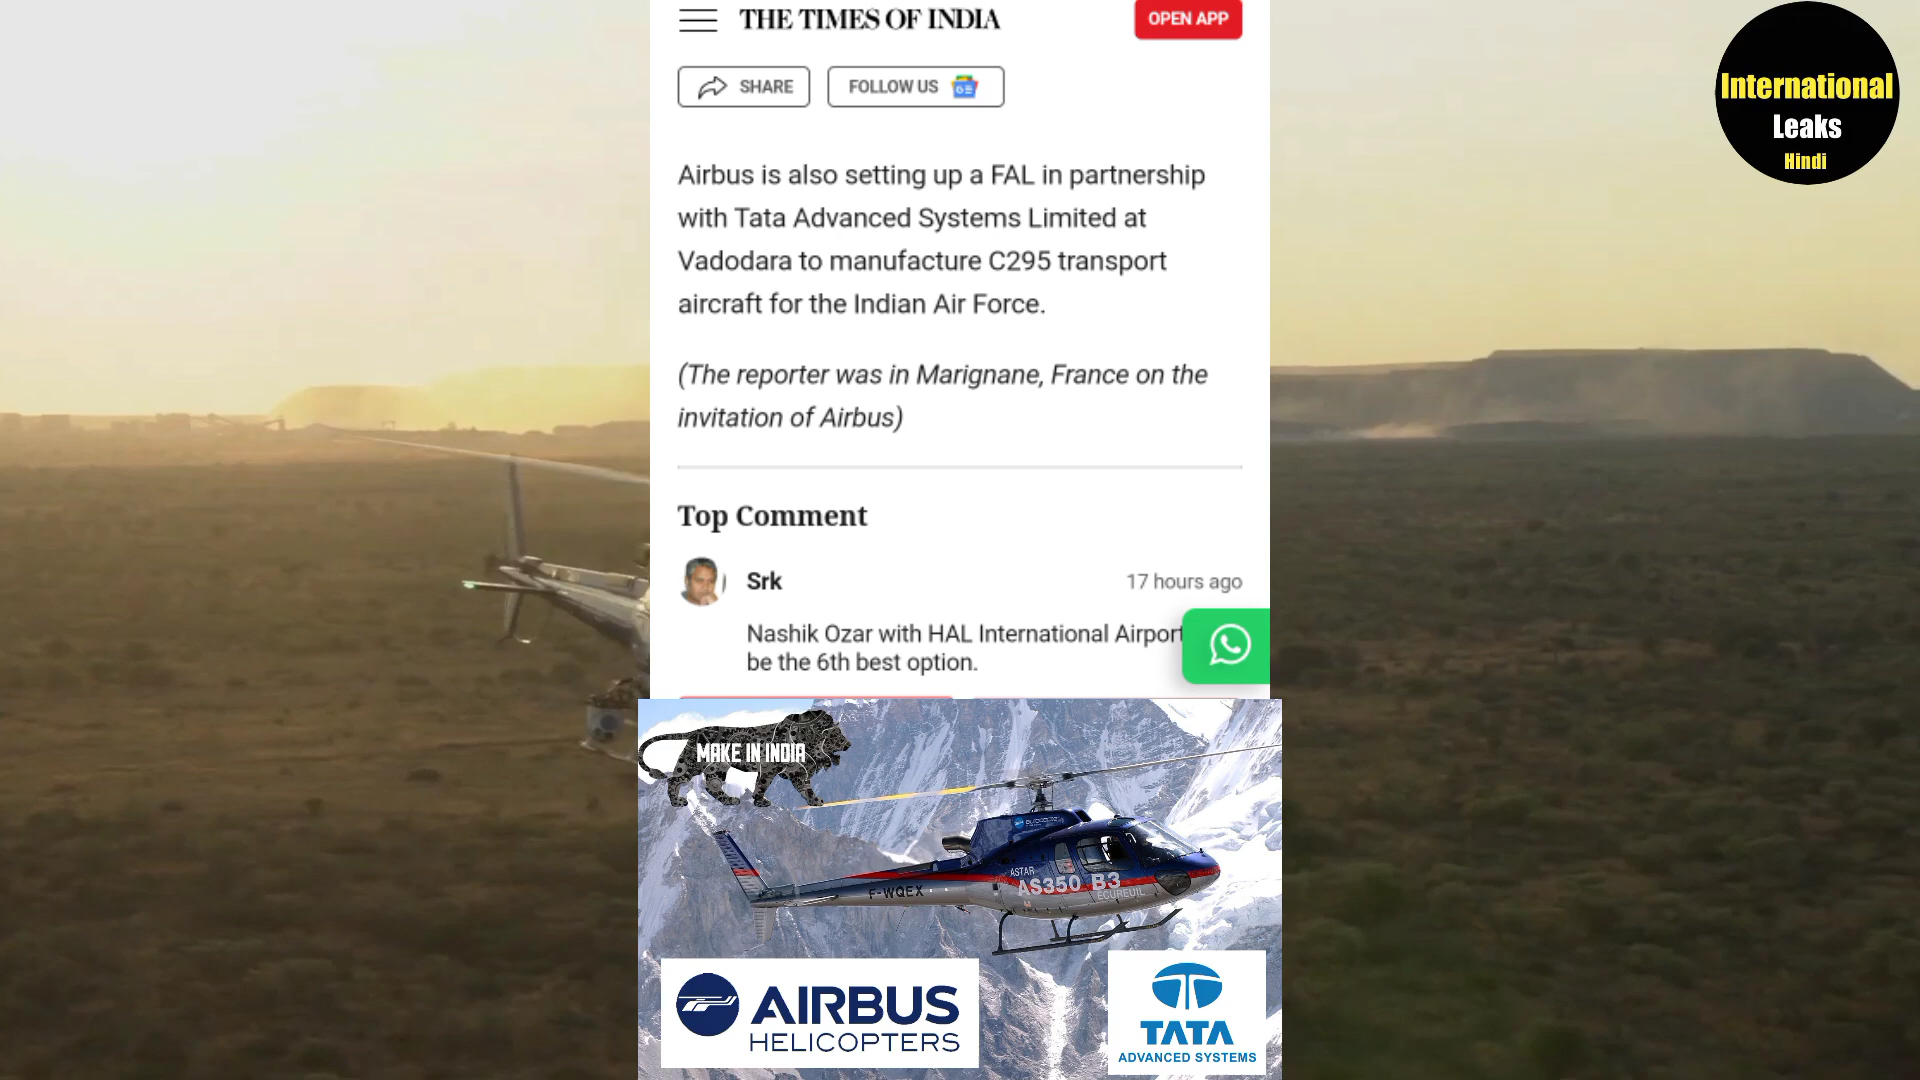 THE TIMES OF INDIA
OPEN APP
SHARE
FOLLOW US
International
Leaks
Hindi
Airbus is also setting up a FAL in partnership
with Tata Advanced Systems Limited at
Vadodara to manufacture C295 transport
aircraft for the Indian Air Force.
(The reporter was in Marignane, France on the
invitation of Airbus)
Top Comment
Srk
17 hours ago
Nashik Ozar with HAL International Airport
be the 6th best option.
MAKE IN INDIA
ASTAR
AS350 B3
ECUREUIL
F-WQEX
AIRBUS
HELICOPTERS
TATA
ADVANCED SYSTEMS